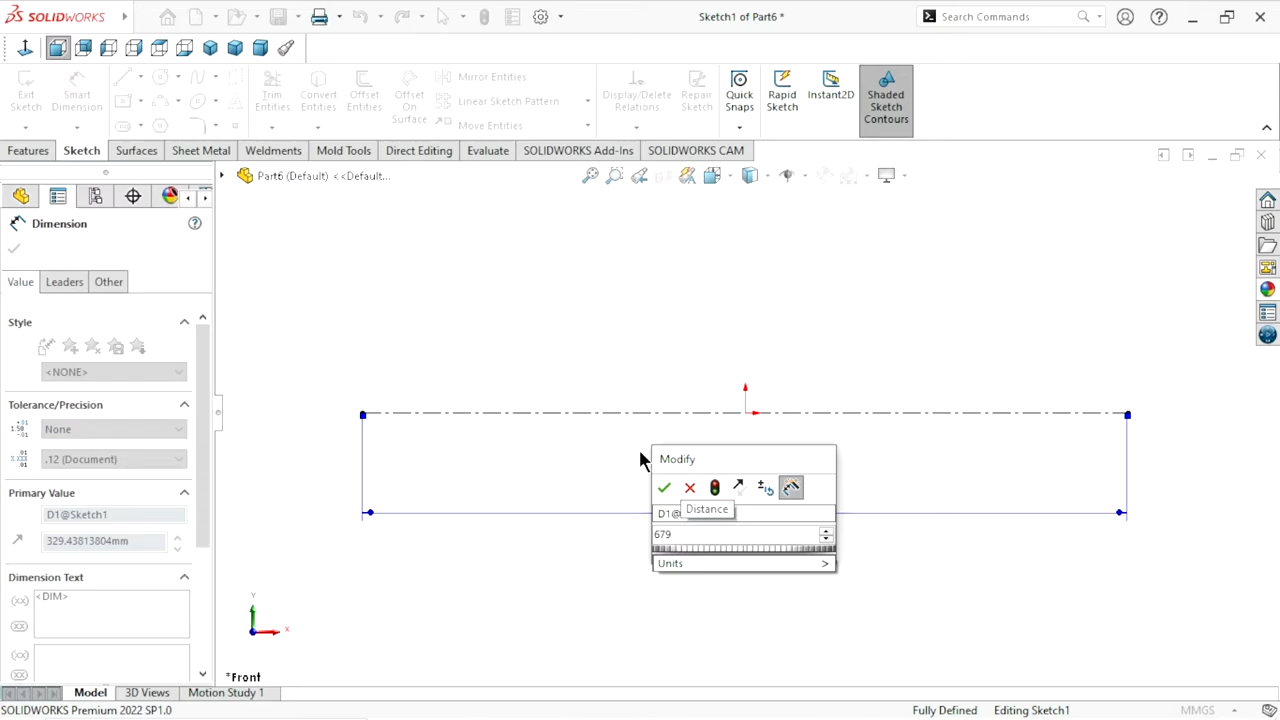 SOLIDWORKS
Sketch1 of Part6 *
Search Commands
Exit Sketch
Smart Dimension
Trim Entities
Convert Entities
Offset Entities
Offset On Surface
Mirror Entities
Linear Sketch Pattern
Move Entities
Display/Delete Relations
Repair Sketch
Quick Snaps
Rapid Sketch
Instant2D
Shaded Sketch Contours
Features
Sketch
Surfaces
Sheet Metal
Weldments
Mold Tools
Direct Editing
Evaluate
SOLIDWORKS Add-Ins
SOLIDWORKS CAM
Part6 (Default) <<Default...
Dimension
Value
Leaders
Other
Style
<NONE>
Tolerance/Precision
None
.12 (Document)
Primary Value
D1@Sketch1
329.43813804mm
Dimension Text
<DIM>
Modify
D1@
Distance
679
Units
Y
X
*Front
Model
3D Views
Motion Study 1
SOLIDWORKS Premium 2022 SP1.0
Fully Defined
Editing Sketch1
MMGS